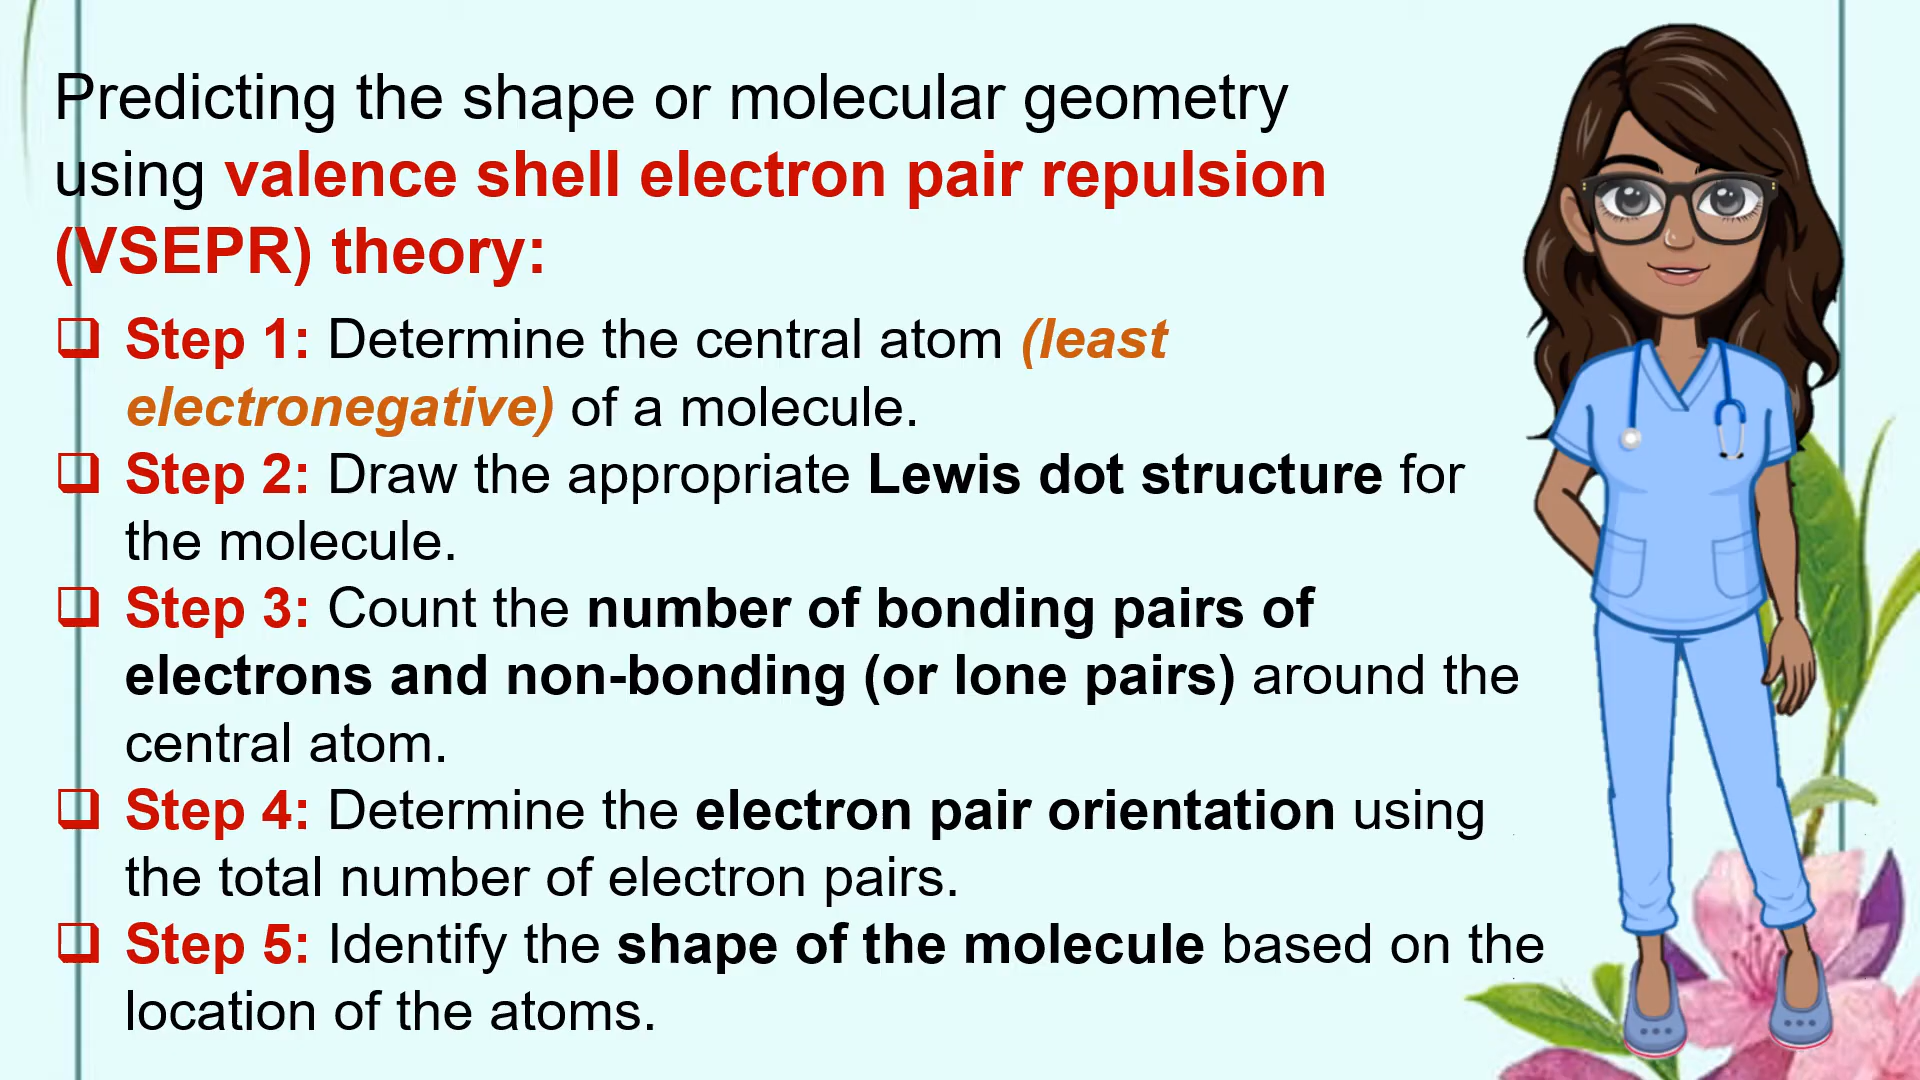 Predicting the shape or molecular geometry
using valence shell electron pair repulsion
(VSEPR) theory:
❑ Step 1: Determine the central atom (least
electronegative) of a molecule.
❑ Step 2: Draw the appropriate Lewis dot structure for
the molecule.
❑ Step 3: Count the number of bonding pairs of
electrons and non-bonding (or lone pairs) around the
central atom.
❑ Step 4: Determine the electron pair orientation using
the total number of electron pairs.
❑ Step 5: Identify the shape of the molecule based on the
location of the atoms.